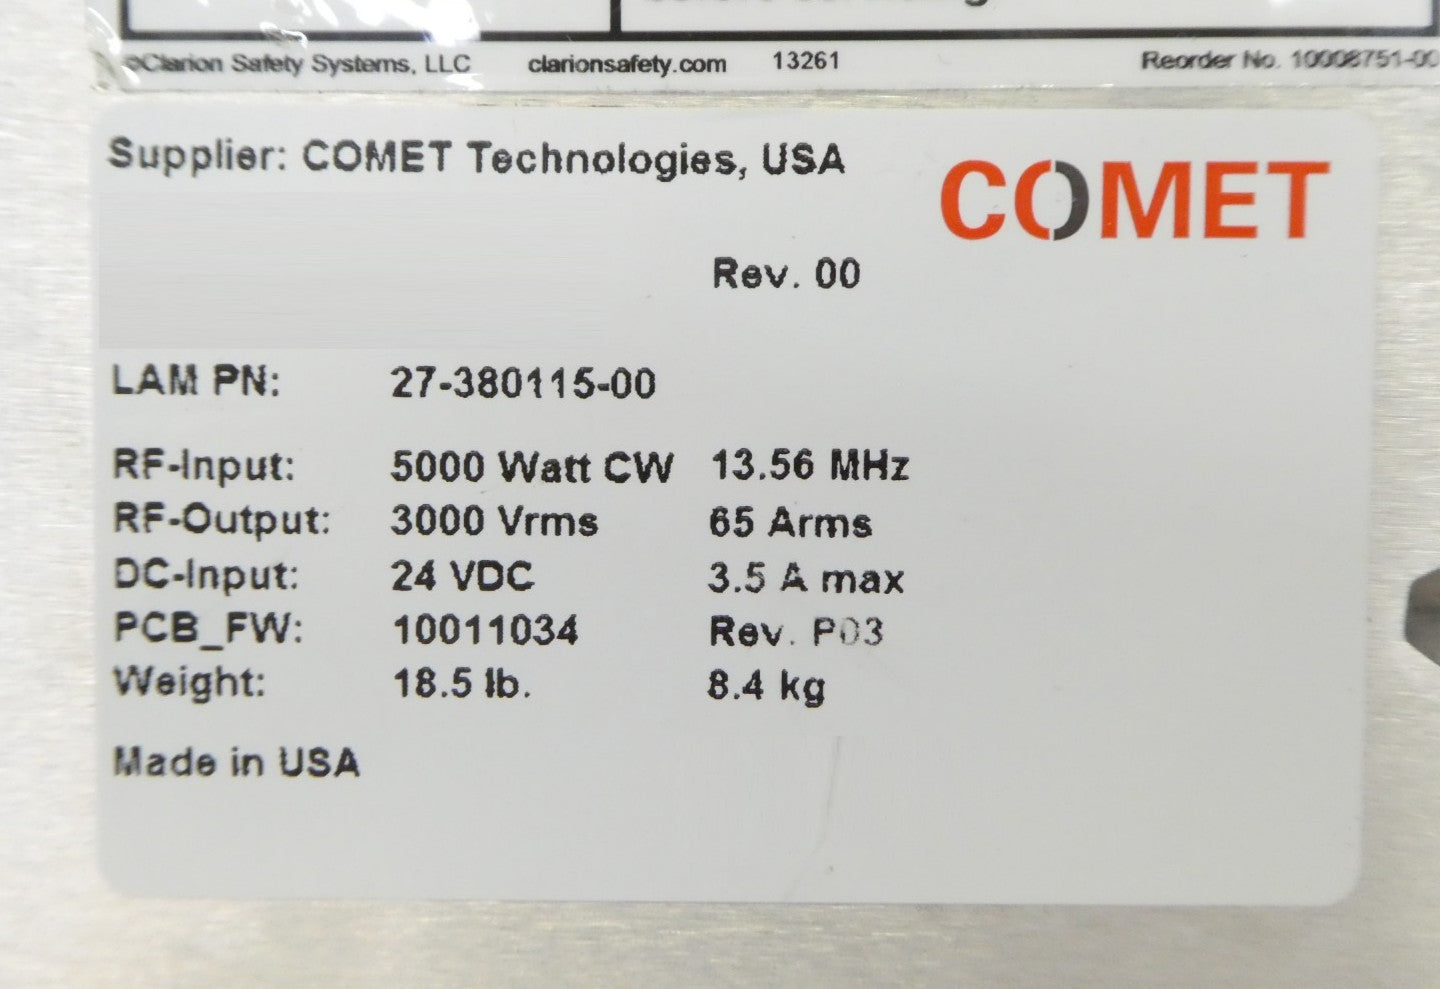 ©Clarion Safety Systems, LLC clarionsafety.com 13261 Reorder No. 10008751-00
Supplier: COMET Technologies, USA
COMET
Rev. 00
LAM PN: 27-380115-00
RF-Input: 5000 Watt CW 13.56 MHz
RF-Output: 3000 Vrms 65 Arms
DC-Input: 24 VDC 3.5 A max
PCB_FW: 10011034 Rev. P03
Weight: 18.5 lb. 8.4 kg
Made in USA